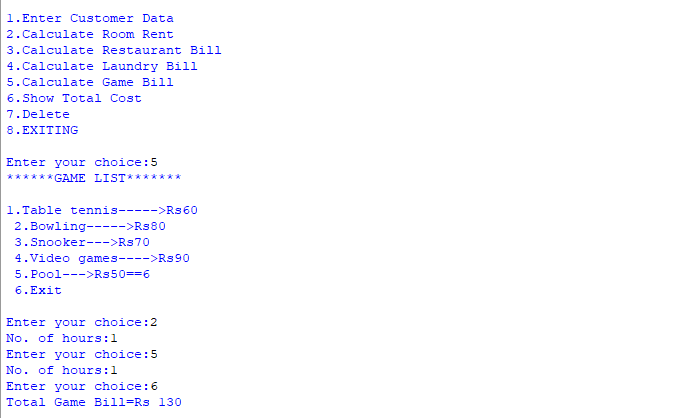 1.Enter Customer Data
2.Calculate Room Rent
3.Calculate Restaurant Bill
4.Calculate Laundry Bill
5.Calculate Game Bill
6.Show Total Cost
7.Delete
8.EXITING
Enter your choice:5
******GAME LIST*******
1.Table tennis----->Rs60
2.Bowling----->Rs80
3.Snooker--->Rs70
4.Video games---->Rs90
5.Pool--->Rs50==6
6.Exit
Enter your choice:2
No. of hours:1
Enter your choice:5
No. of hours:1
Enter your choice:6
Total Game Bill=Rs 130